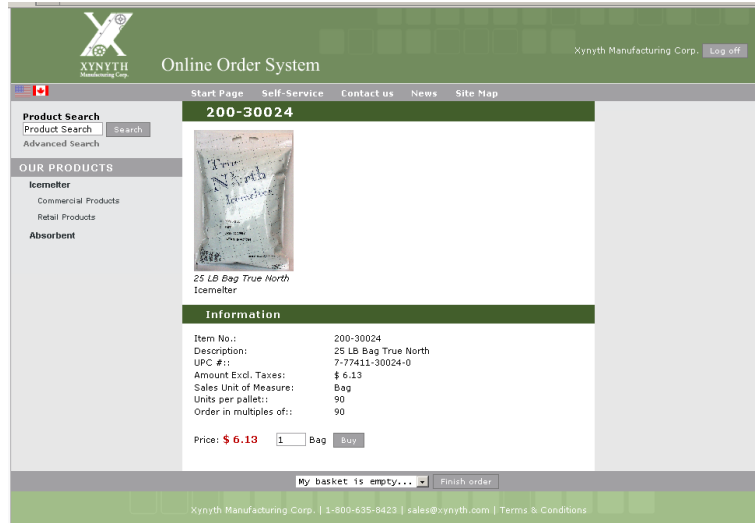 XYNYTH
Manufacturing Corp.
Online Order System
Xynyth Manufacturing Corp. Log off
Start Page Self-Service Contact us News Site Map
Product Search
Product Search Search
Advanced Search
OUR PRODUCTS
Icemelter
Commercial Products
Retail Products
Absorbent
200-30024
True
North
Icemelter
25 LB Bag True North
Icemelter
Information
Item No.: 200-30024
Description: 25 LB Bag True North
UPC #:: 7-77411-30024-0
Amount Excl. Taxes: $ 6.13
Sales Unit of Measure: Bag
Units per pallet:: 90
Order in multiples of:: 90
Price: $ 6.13 1 Bag Buy
My basket is empty... Finish order
Xynyth Manufacturing Corp. | 1-800-635-8423 | sales@xynyth.com | Terms & Conditions